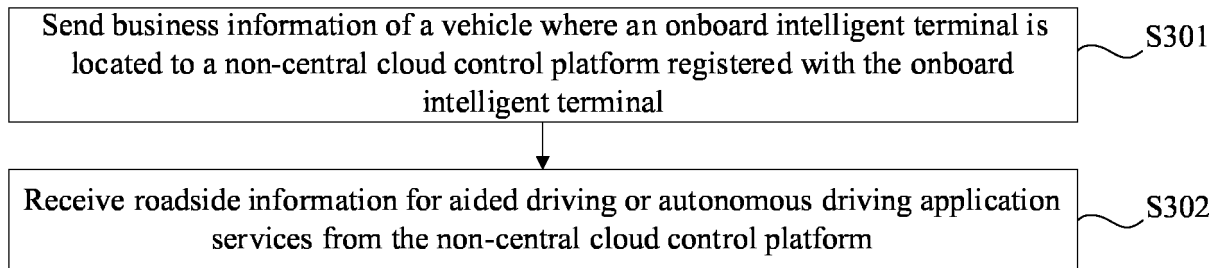 Send business information of a vehicle where an onboard intelligent terminal is
located to a non-central cloud control platform registered with the onboard
intelligent terminal
S301
Receive roadside information for aided driving or autonomous driving application
services from the non-central cloud control platform
S302